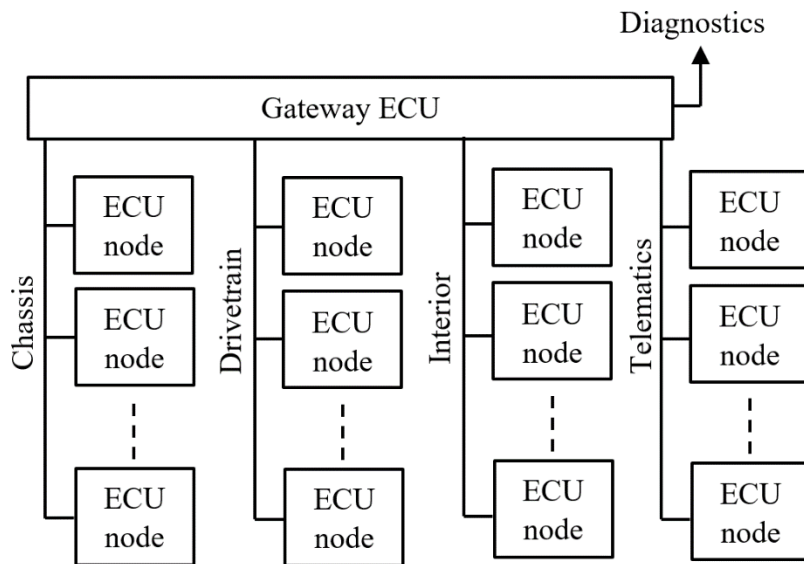 Diagnostics
Gateway ECU
Chassis
ECU
node
ECU
node
ECU
node
Drivetrain
ECU
node
ECU
node
ECU
node
Interior
ECU
node
ECU
node
ECU
node
Telematics
ECU
node
ECU
node
ECU
node